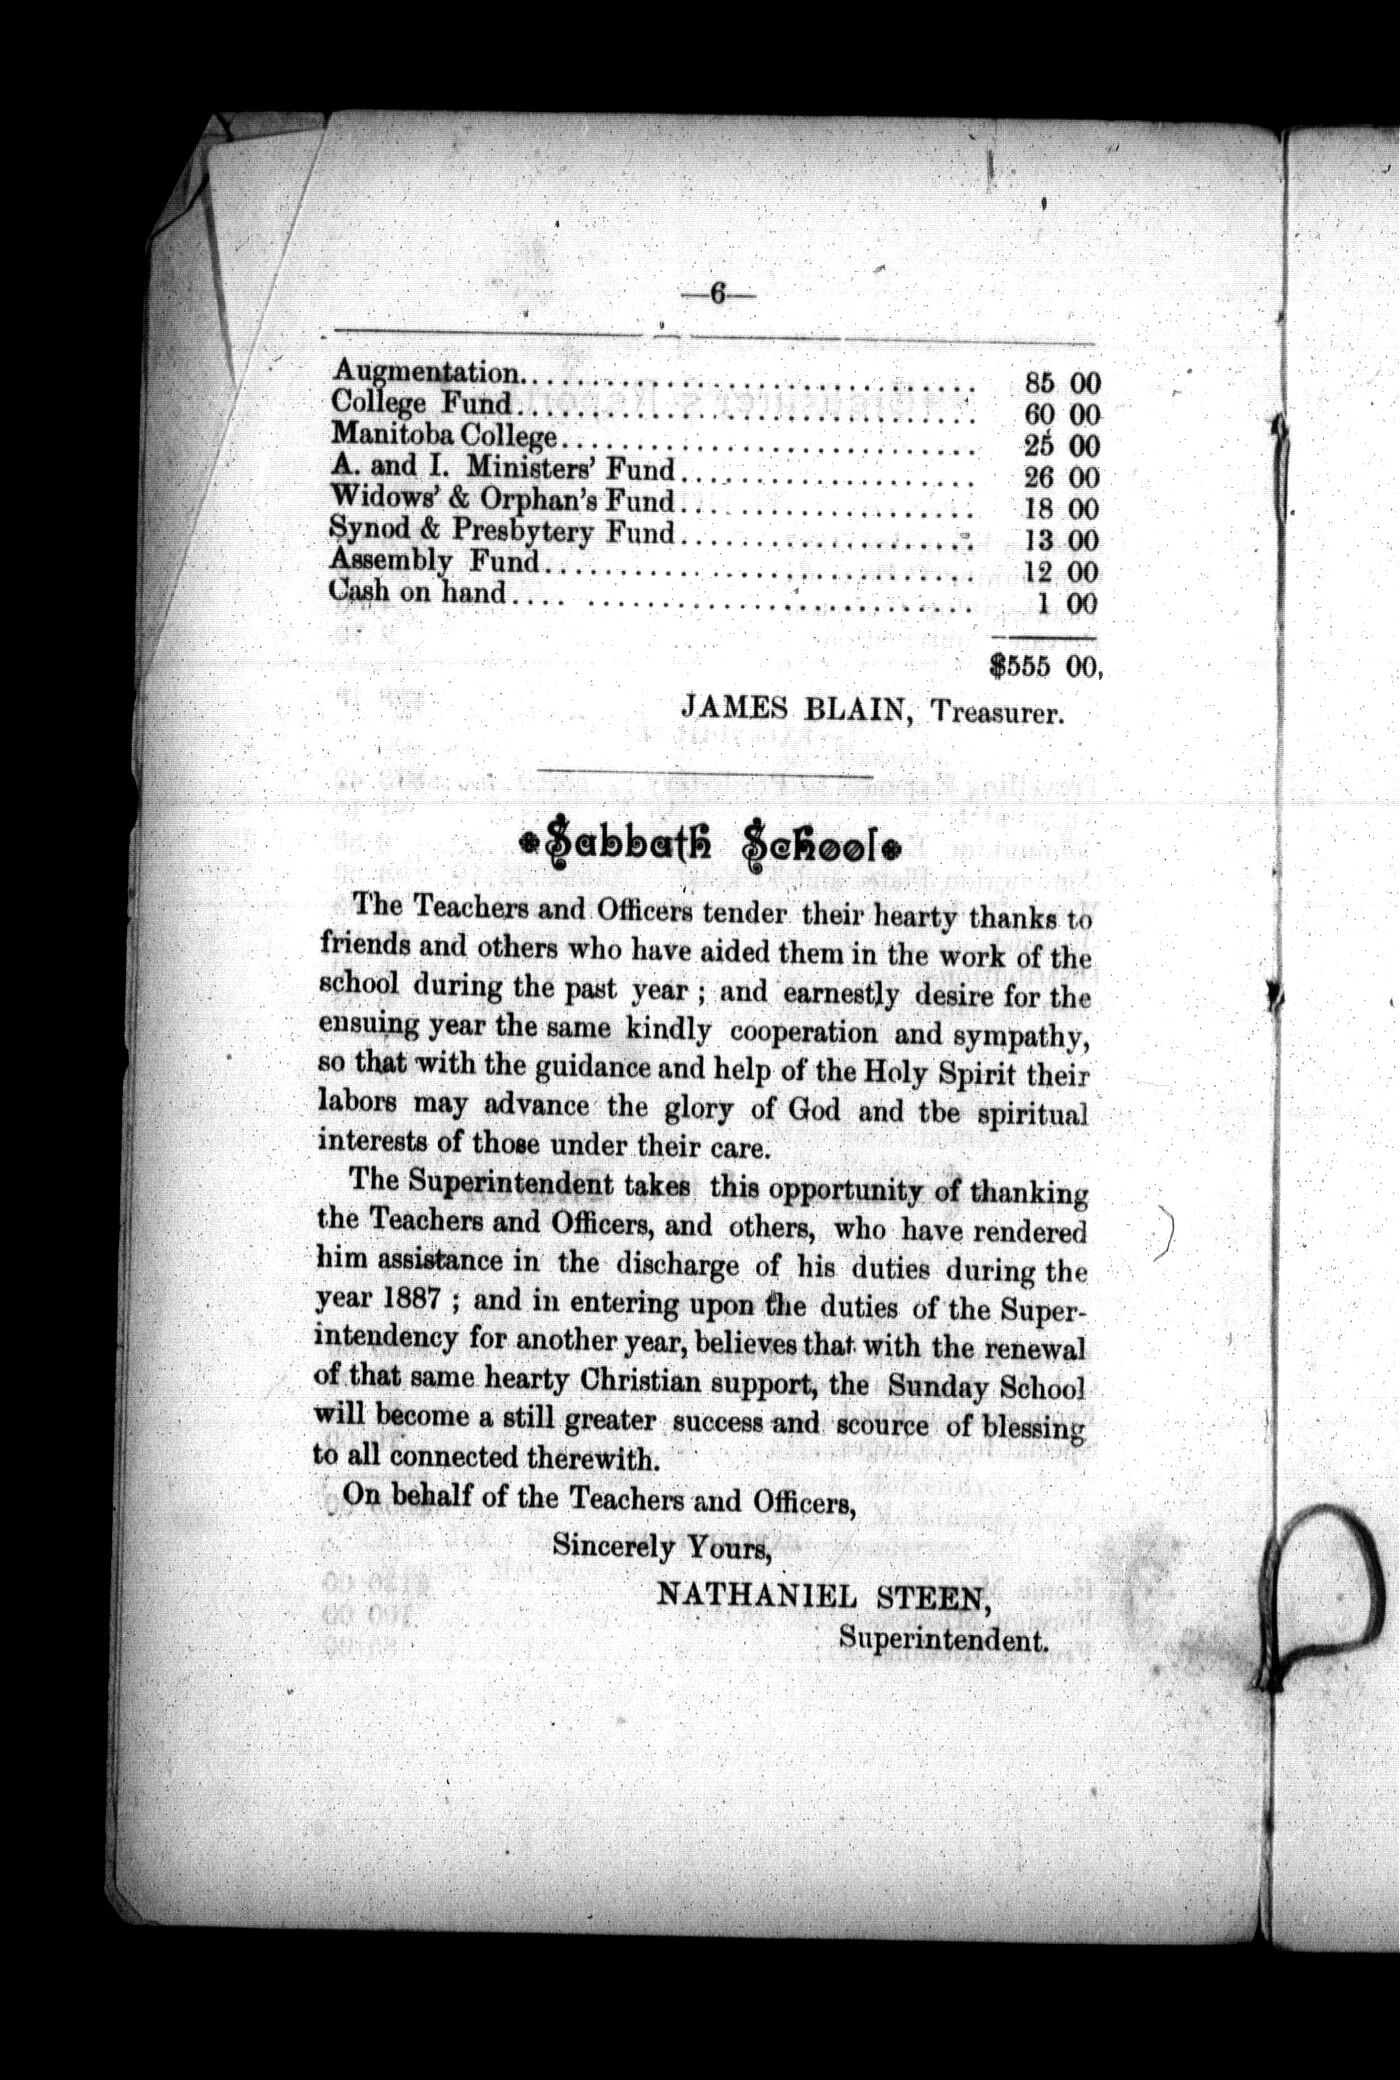 —6—
Augmentation.............................. 85 00
College Fund.............................. 60 00
Manitoba College.......................... 25 00
A. and I. Ministers' Fund.................. 26 00
Widows' & Orphan's Fund.................. 18 00
Synod & Presbytery Fund.................. 13 00
Assembly Fund............................ 12 00
Cash on hand.... ......................... 1 00
$555 00,
JAMES BLAIN, Treasurer.
Sabbath School
The Teachers and Officers tender their hearty thanks to
friends and others who have aided them in the work of the
school during the past year ; and earnestly desire for the
ensuing year the same kindly cooperation and sympathy,
so that with the guidance and help of the Holy Spirit their
labors may advance the glory of God and tbe spiritual
interests of those under their care.
The Superintendent takes this opportunity of thanking
the Teachers and Officers, and others, who have rendered
him assistance in the discharge of his duties during the
year 1887 ; and in entering upon the duties of the Super-
intendency for another year, believes that with the renewal
of that same hearty Christian support, the Sunday School
will become a still greater success and scource of blessing
to all connected therewith.
On behalf of the Teachers and Officers,
Sincerely Yours,
NATHANIEL STEEN,
Superintendent.